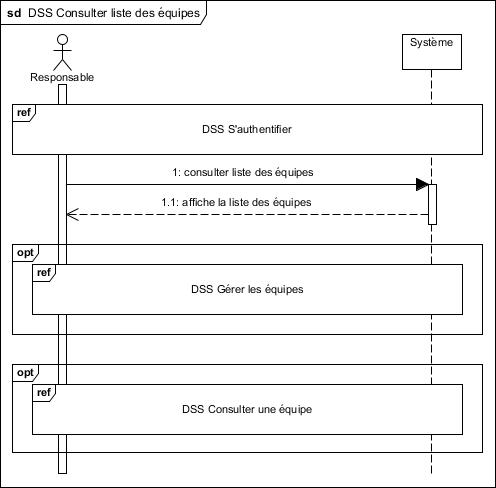 sd DSS Consulter liste des équipes
Système
Responsable
ref
DSS S'authentifier
1: consulter liste des équipes
1.1: affiche la liste des équipes
opt
ref
DSS Gérer les équipes
opt
ref
DSS Consulter une équipe